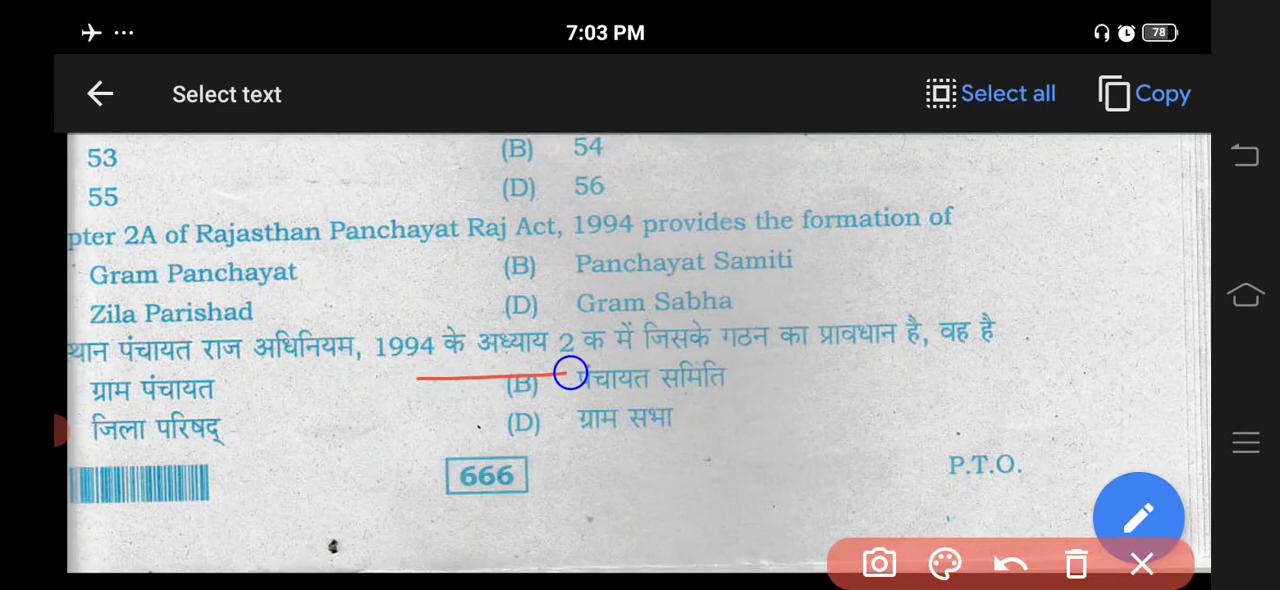 7:03 PM
78
Select text Select all Copy
53 (B) 54
55 (D) 56
pter 2A of Rajasthan Panchayat Raj Act, 1994 provides the formation of
Gram Panchayat (B) Panchayat Samiti
Zila Parishad (D) Gram Sabha
थान पंचायत राज अधिनियम, 1994 के अध्याय 2 क में जिसके गठन का प्रावधान है, वह है
ग्राम पंचायत (B) पंचायत समिति
जिला परिषद् (D) ग्राम सभा
666 P.T.O.